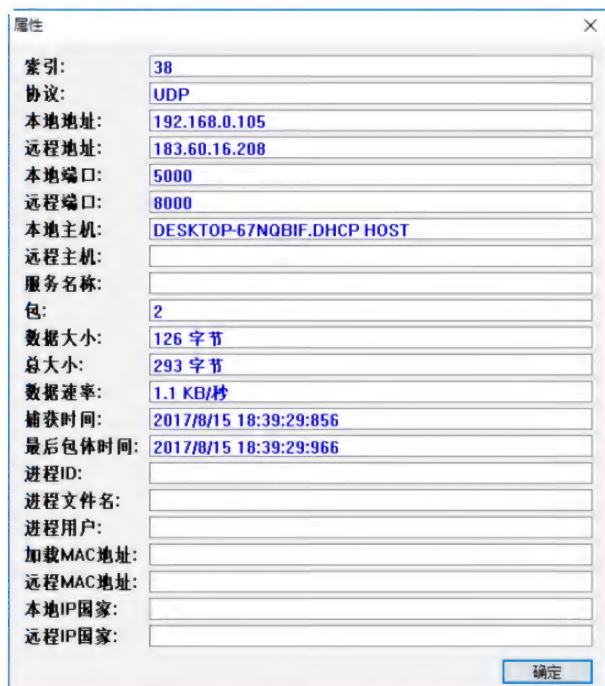 属性
索引: 38
协议: UDP
本地地址: 192.168.0.105
远程地址: 183.60.16.208
本地端口: 5000
远程端口: 8000
本地主机: DESKTOP-67NQBIF.DHCP HOST
远程主机:
服务名称:
包: 2
数据大小: 126 字节
总大小: 293 字节
数据速率: 1.1 KB/秒
捕获时间: 2017/8/15 18:39:29:856
最后包体时间: 2017/8/15 18:39:29:966
进程ID:
进程文件名:
进程用户:
加载MAC地址:
远程MAC地址:
本地IP国家:
远程IP国家:
确定